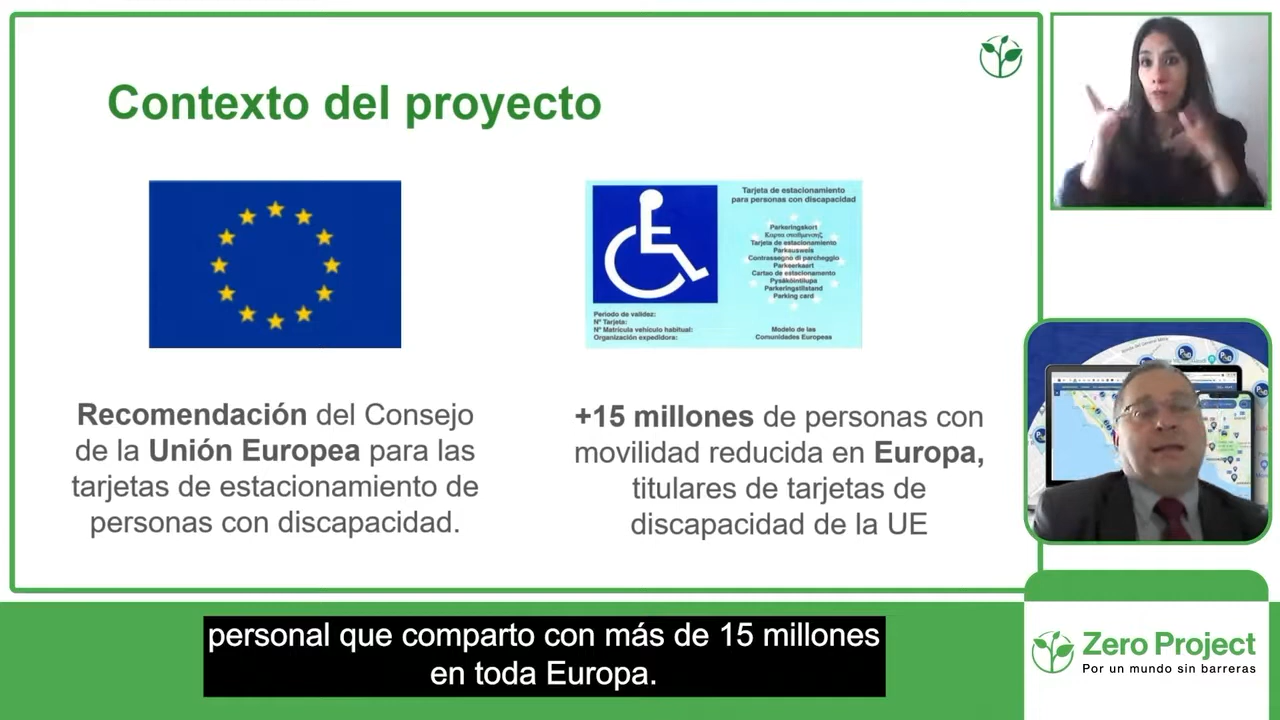 Contexto del proyecto
Tarjeta de estacionamiento
para personas con discapacidad
Parkeringskort
Tarjeta de estacionamiento
Parkeusweis
Contrassegno di parcheggio
Parkeerkaart
Cartao de estacionamento
Pysäköintilupa
Parkeringstillstand
Parking card
Periodo de validez:
Nº Tarjeta:
Nº Matrícula vehículo habitual:
Organización expedidora:
Modelo de las
Comunidades Europeas
Recomendación del Consejo
de la Unión Europea para las
tarjetas de estacionamiento de
personas con discapacidad.
+15 millones de personas con
movilidad reducida en Europa,
titulares de tarjetas de
discapacidad de la UE
personal que comparto con más de 15 millones
en toda Europa.
Zero Project
Por un mundo sin barreras